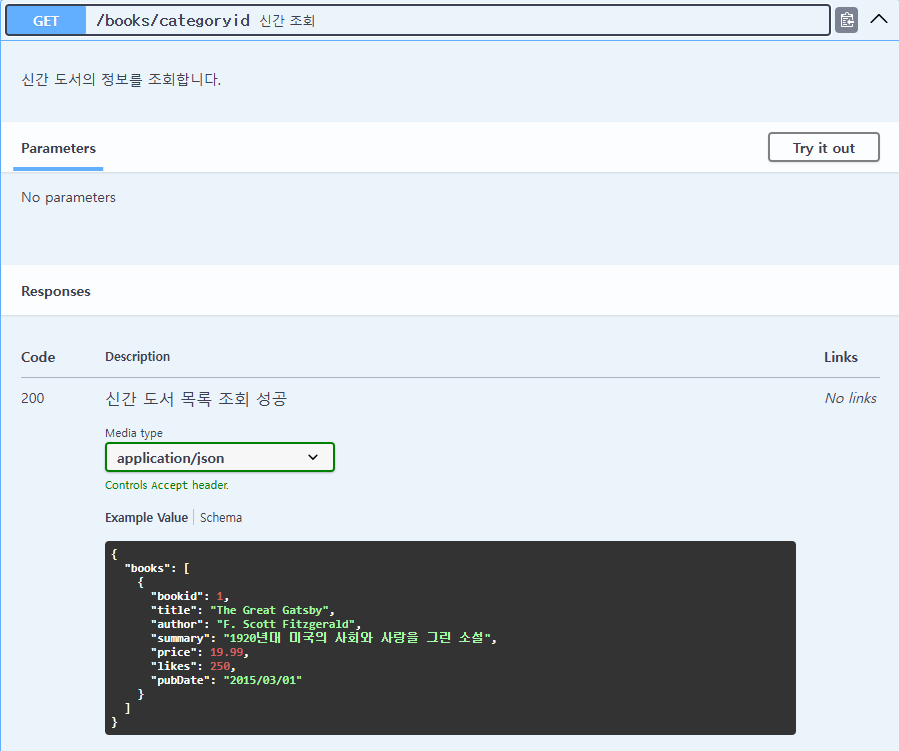 GET /books/categoryid 신간 조회
신간 도서의 정보를 조회합니다.
Parameters Try it out
No parameters
Responses
Code Description Links
200 신간 도서 목록 조회 성공 No links
Media type
application/json
Controls Accept header.
Example Value Schema
{
  "books": [
    {
      "bookid": 1,
      "title": "The Great Gatsby",
      "author": "F. Scott Fitzgerald",
      "summary": "1920년대 미국의 사회와 사랑을 그린 소설",
      "price": 19.99,
      "likes": 250,
      "pubDate": "2015/03/01"
    }
  ]
}